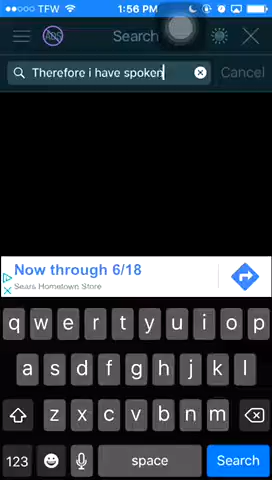 TFW 1:56 PM
ADS Search
Therefore i have spoken Cancel
Now through 6/18
Sears Hometown Store
q w e r t y u i o p
a s d f g h j k l
z x c v b n m
123 space Search